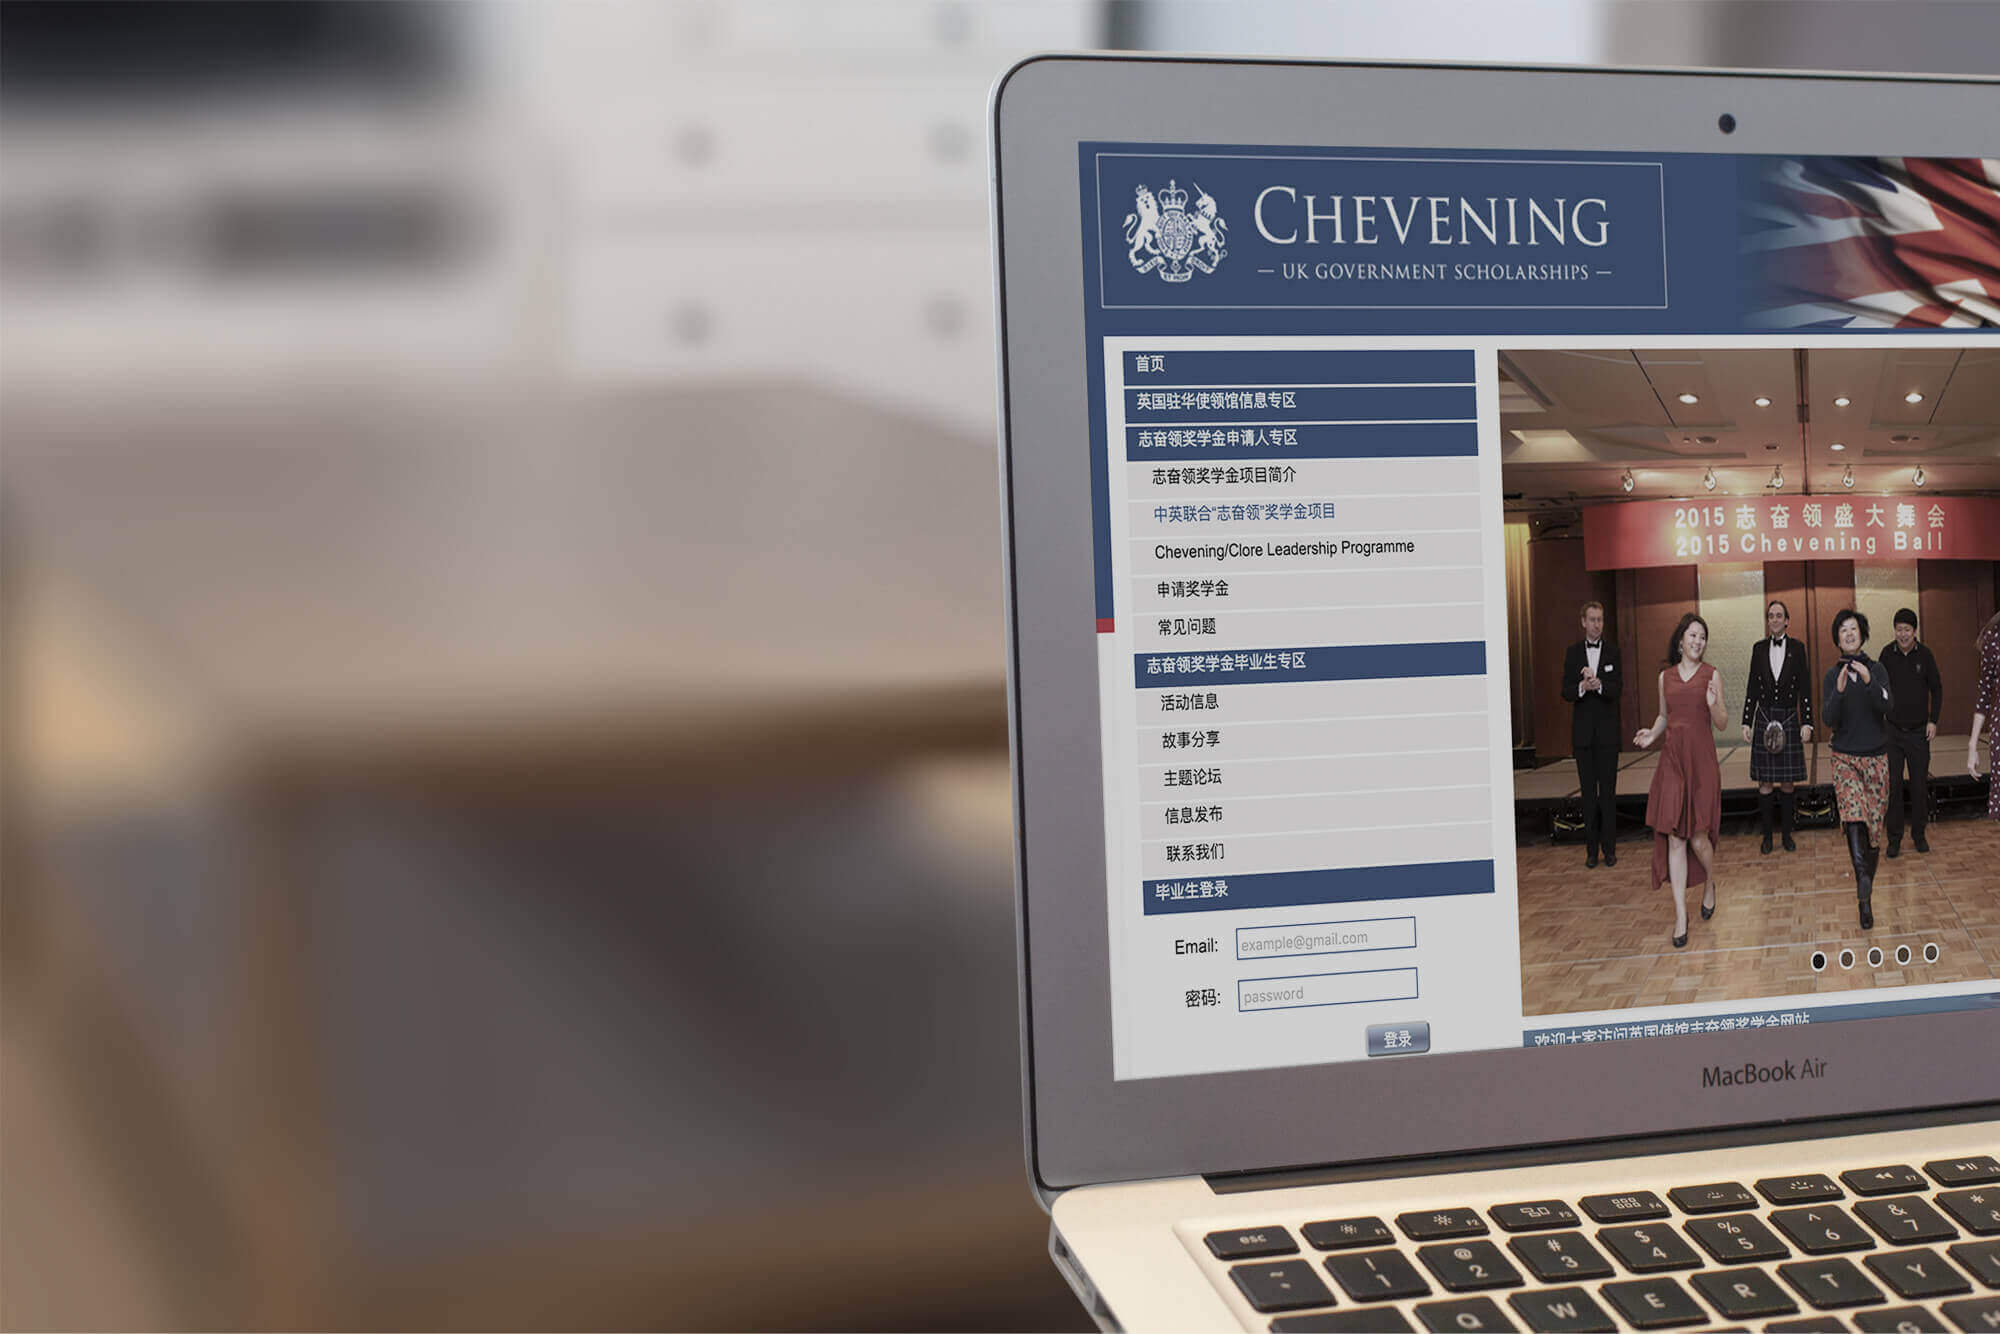 CHEVENING
— UK GOVERNMENT SCHOLARSHIPS —
首页
英国驻华使领馆信息专区
志奋领奖学金申请人专区
志奋领奖学金项目简介
中英联合“志奋领”奖学金项目
Chevening/Clore Leadership Programme
申请奖学金
常见问题
志奋领奖学金毕业生专区
活动信息
故事分享
主题论坛
信息发布
联系我们
毕业生登录
Email: example@gmail.com
密码: password
登录
2015 志奋领盛大舞会
2015 Chevening Ball
欢迎大家访问英国使馆志奋领奖学金网站
MacBook Air
esc F1 F2 F3 F4 F5 F6 F7
~ ! 1 @ 2 # 3 $ 4 % 5 ^ 6 & 7 *
Q W E R T Y